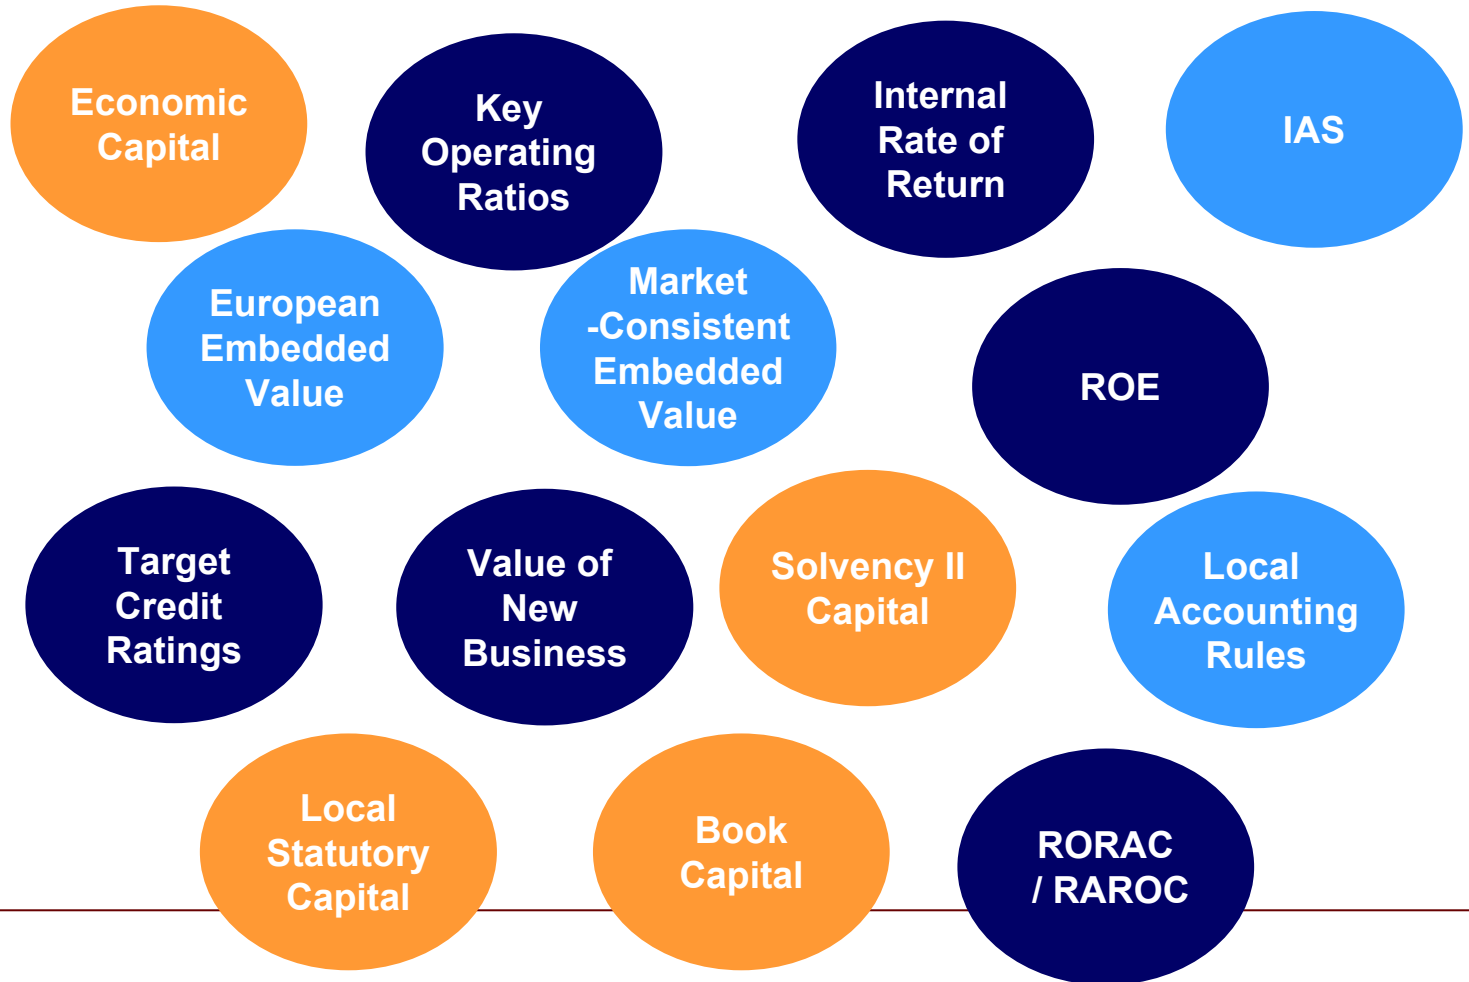 Economic
Capital
Key
Operating
Ratios
Internal
Rate of
Return
IAS
European
Embedded
Value
Market
-Consistent
Embedded
Value
ROE
Target
Credit
Ratings
Value of
New
Business
Solvency II
Capital
Local
Accounting
Rules
Local
Statutory
Capital
Book
Capital
RORAC
/ RAROC